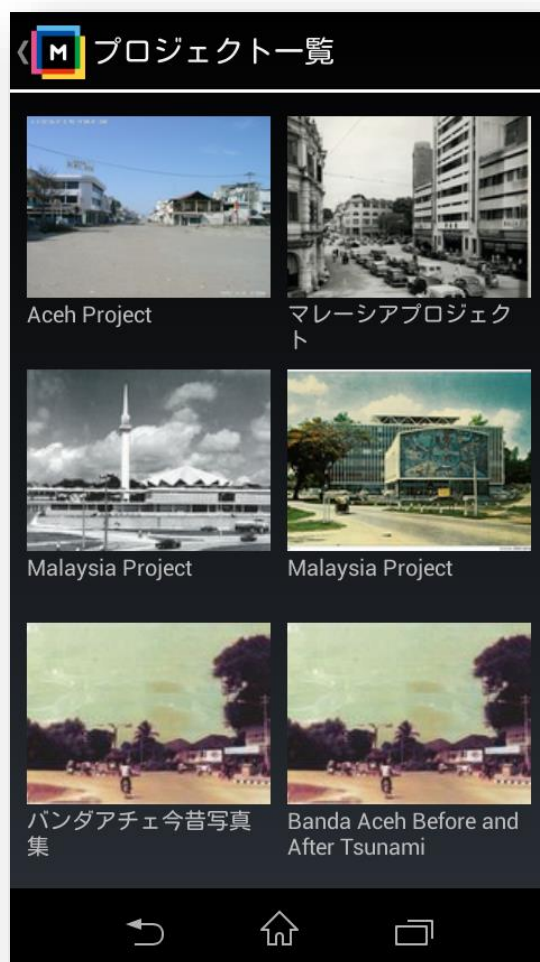 M プロジェクト一覧
Aceh Project
マレーシアプロジェク
ト
Malaysia Project
Malaysia Project
バンダアチェ今昔写真
集
Banda Aceh Before and
After Tsunami